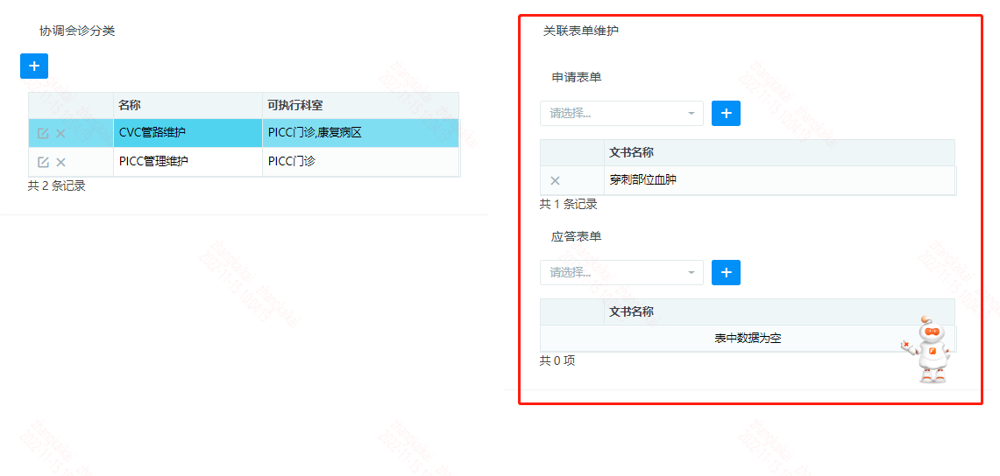 协调会诊分类
名称 可执行科室
CVC管路维护 PICC门诊,康复病区
PICC管理维护 PICC门诊
共 2 条记录
关联表单维护
申请表单
请选择...
文书名称
穿刺部位血肿
共 1 条记录
应答表单
请选择...
文书名称
表中数据为空
共 0 项